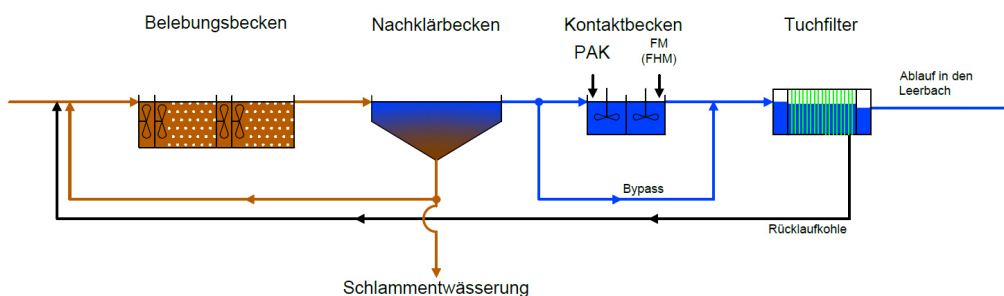 Belebungsbecken
Nachklärbecken
Kontaktbecken
Tuchfilter
PAK
FM
(FHM)
Ablauf in den
Leerbach
Bypass
Rücklaufkohle
Schlammentwässerung